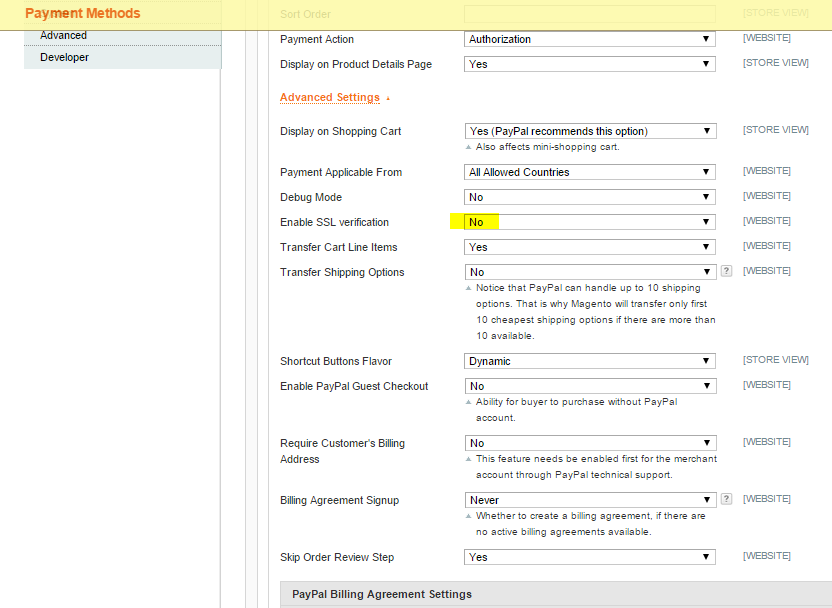 Payment Methods
Sort Order
[STORE VIEW]
Advanced
Developer
Payment Action
Authorization
[WEBSITE]
Display on Product Details Page
Yes
[STORE VIEW]
Advanced Settings
Display on Shopping Cart
Yes (PayPal recommends this option)
[STORE VIEW]
Also affects mini-shopping cart.
Payment Applicable From
All Allowed Countries
[WEBSITE]
Debug Mode
No
[WEBSITE]
Enable SSL verification
No
[WEBSITE]
Transfer Cart Line Items
Yes
[WEBSITE]
Transfer Shipping Options
No
?
[WEBSITE]
Notice that PayPal can handle up to 10 shipping
options. That is why Magento will transfer only first
10 cheapest shipping options if there are more than
10 available.
Shortcut Buttons Flavor
Dynamic
[STORE VIEW]
Enable PayPal Guest Checkout
No
[WEBSITE]
Ability for buyer to purchase without PayPal
account.
Require Customer's Billing
Address
No
[WEBSITE]
This feature needs be enabled first for the merchant
account through PayPal technical support.
Billing Agreement Signup
Never
?
[WEBSITE]
Whether to create a billing agreement, if there are
no active billing agreements available.
Skip Order Review Step
Yes
[WEBSITE]
PayPal Billing Agreement Settings